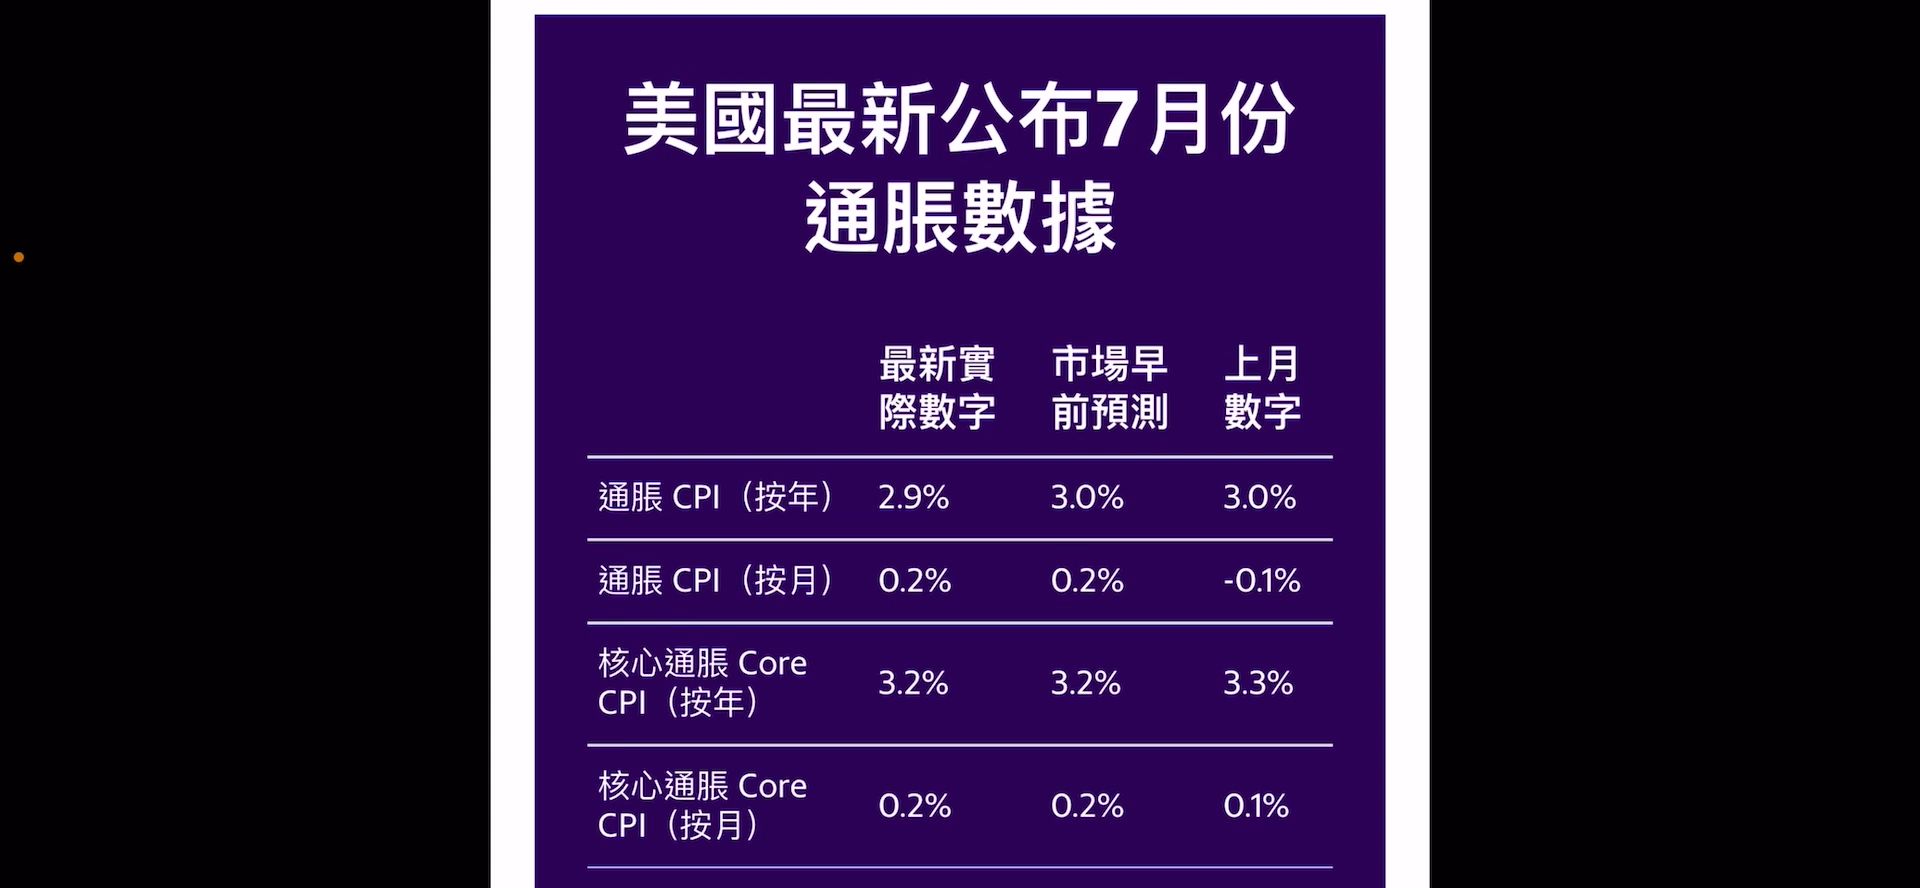 美國最新公布7月份
通脹數據
最新實際數字 市場早前預測 上月數字
通脹 CPI（按年） 2.9% 3.0% 3.0%
通脹 CPI（按月） 0.2% 0.2% -0.1%
核心通脹 Core CPI（按年） 3.2% 3.2% 3.3%
核心通脹 Core CPI（按月） 0.2% 0.2% 0.1%